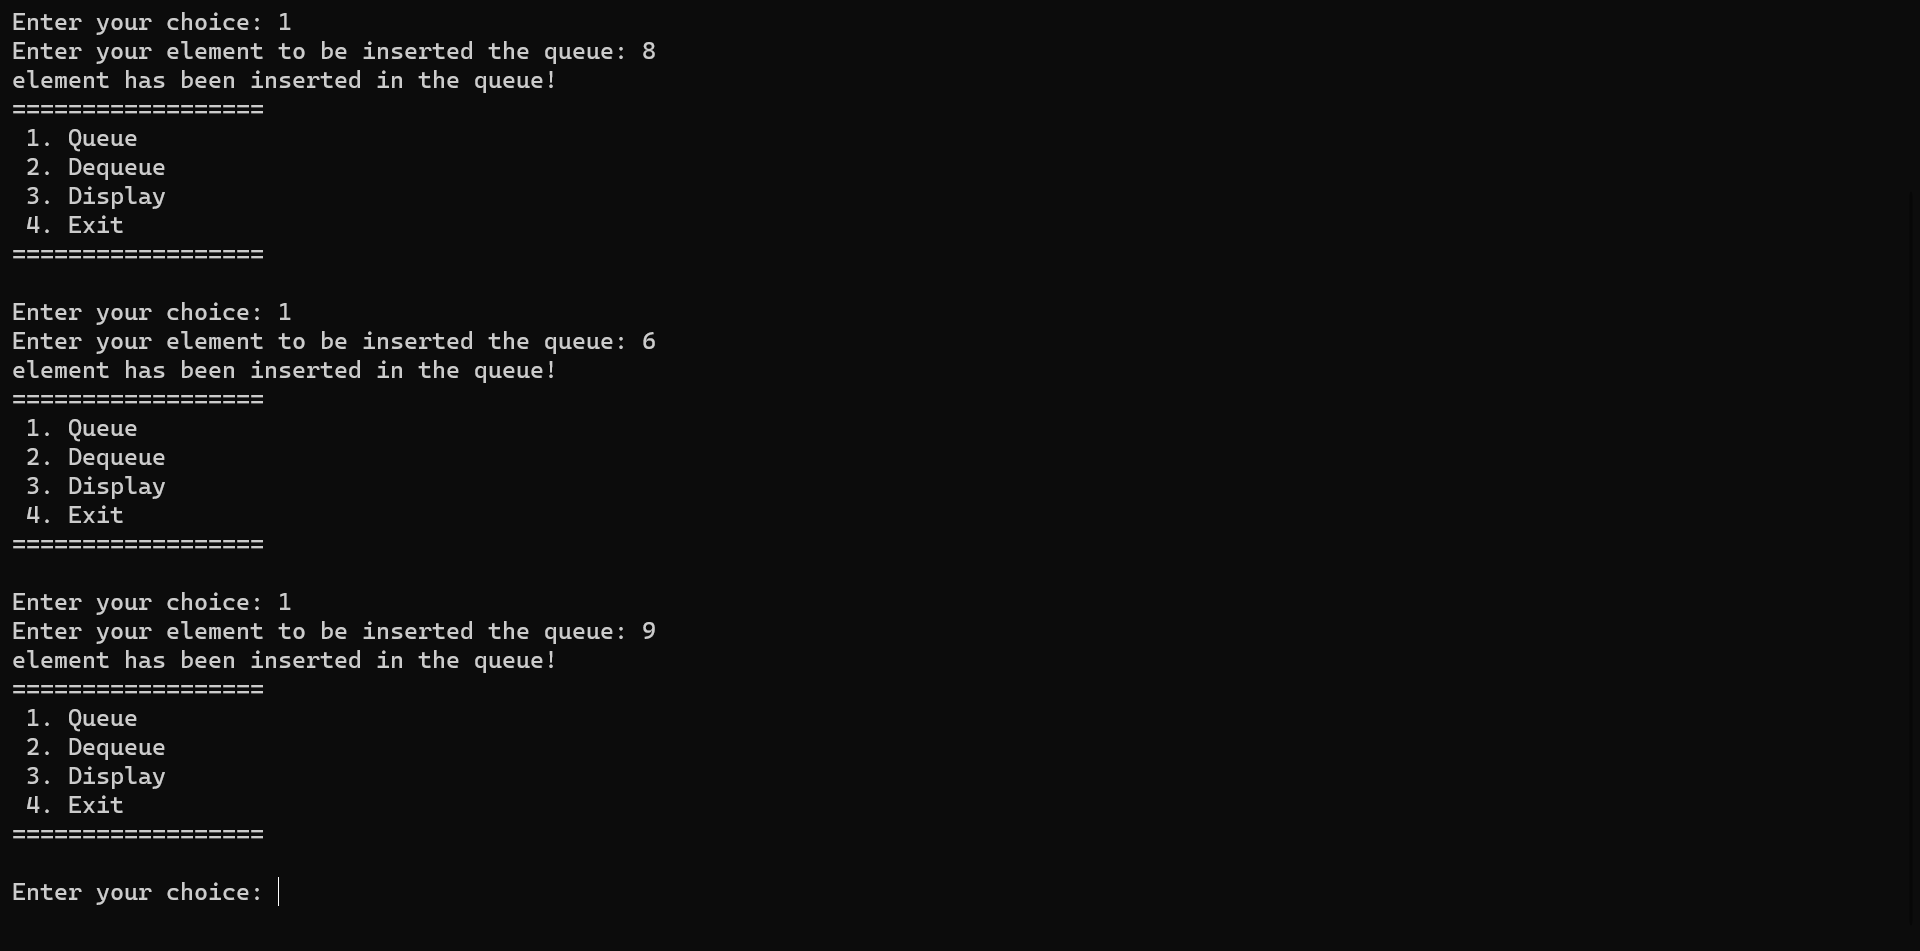 Enter your choice: 1
Enter your element to be inserted the queue: 8
element has been inserted in the queue!
==================
 1. Queue
 2. Dequeue
 3. Display
 4. Exit
==================

Enter your choice: 1
Enter your element to be inserted the queue: 6
element has been inserted in the queue!
==================
 1. Queue
 2. Dequeue
 3. Display
 4. Exit
==================

Enter your choice: 1
Enter your element to be inserted the queue: 9
element has been inserted in the queue!
==================
 1. Queue
 2. Dequeue
 3. Display
 4. Exit
==================

Enter your choice: